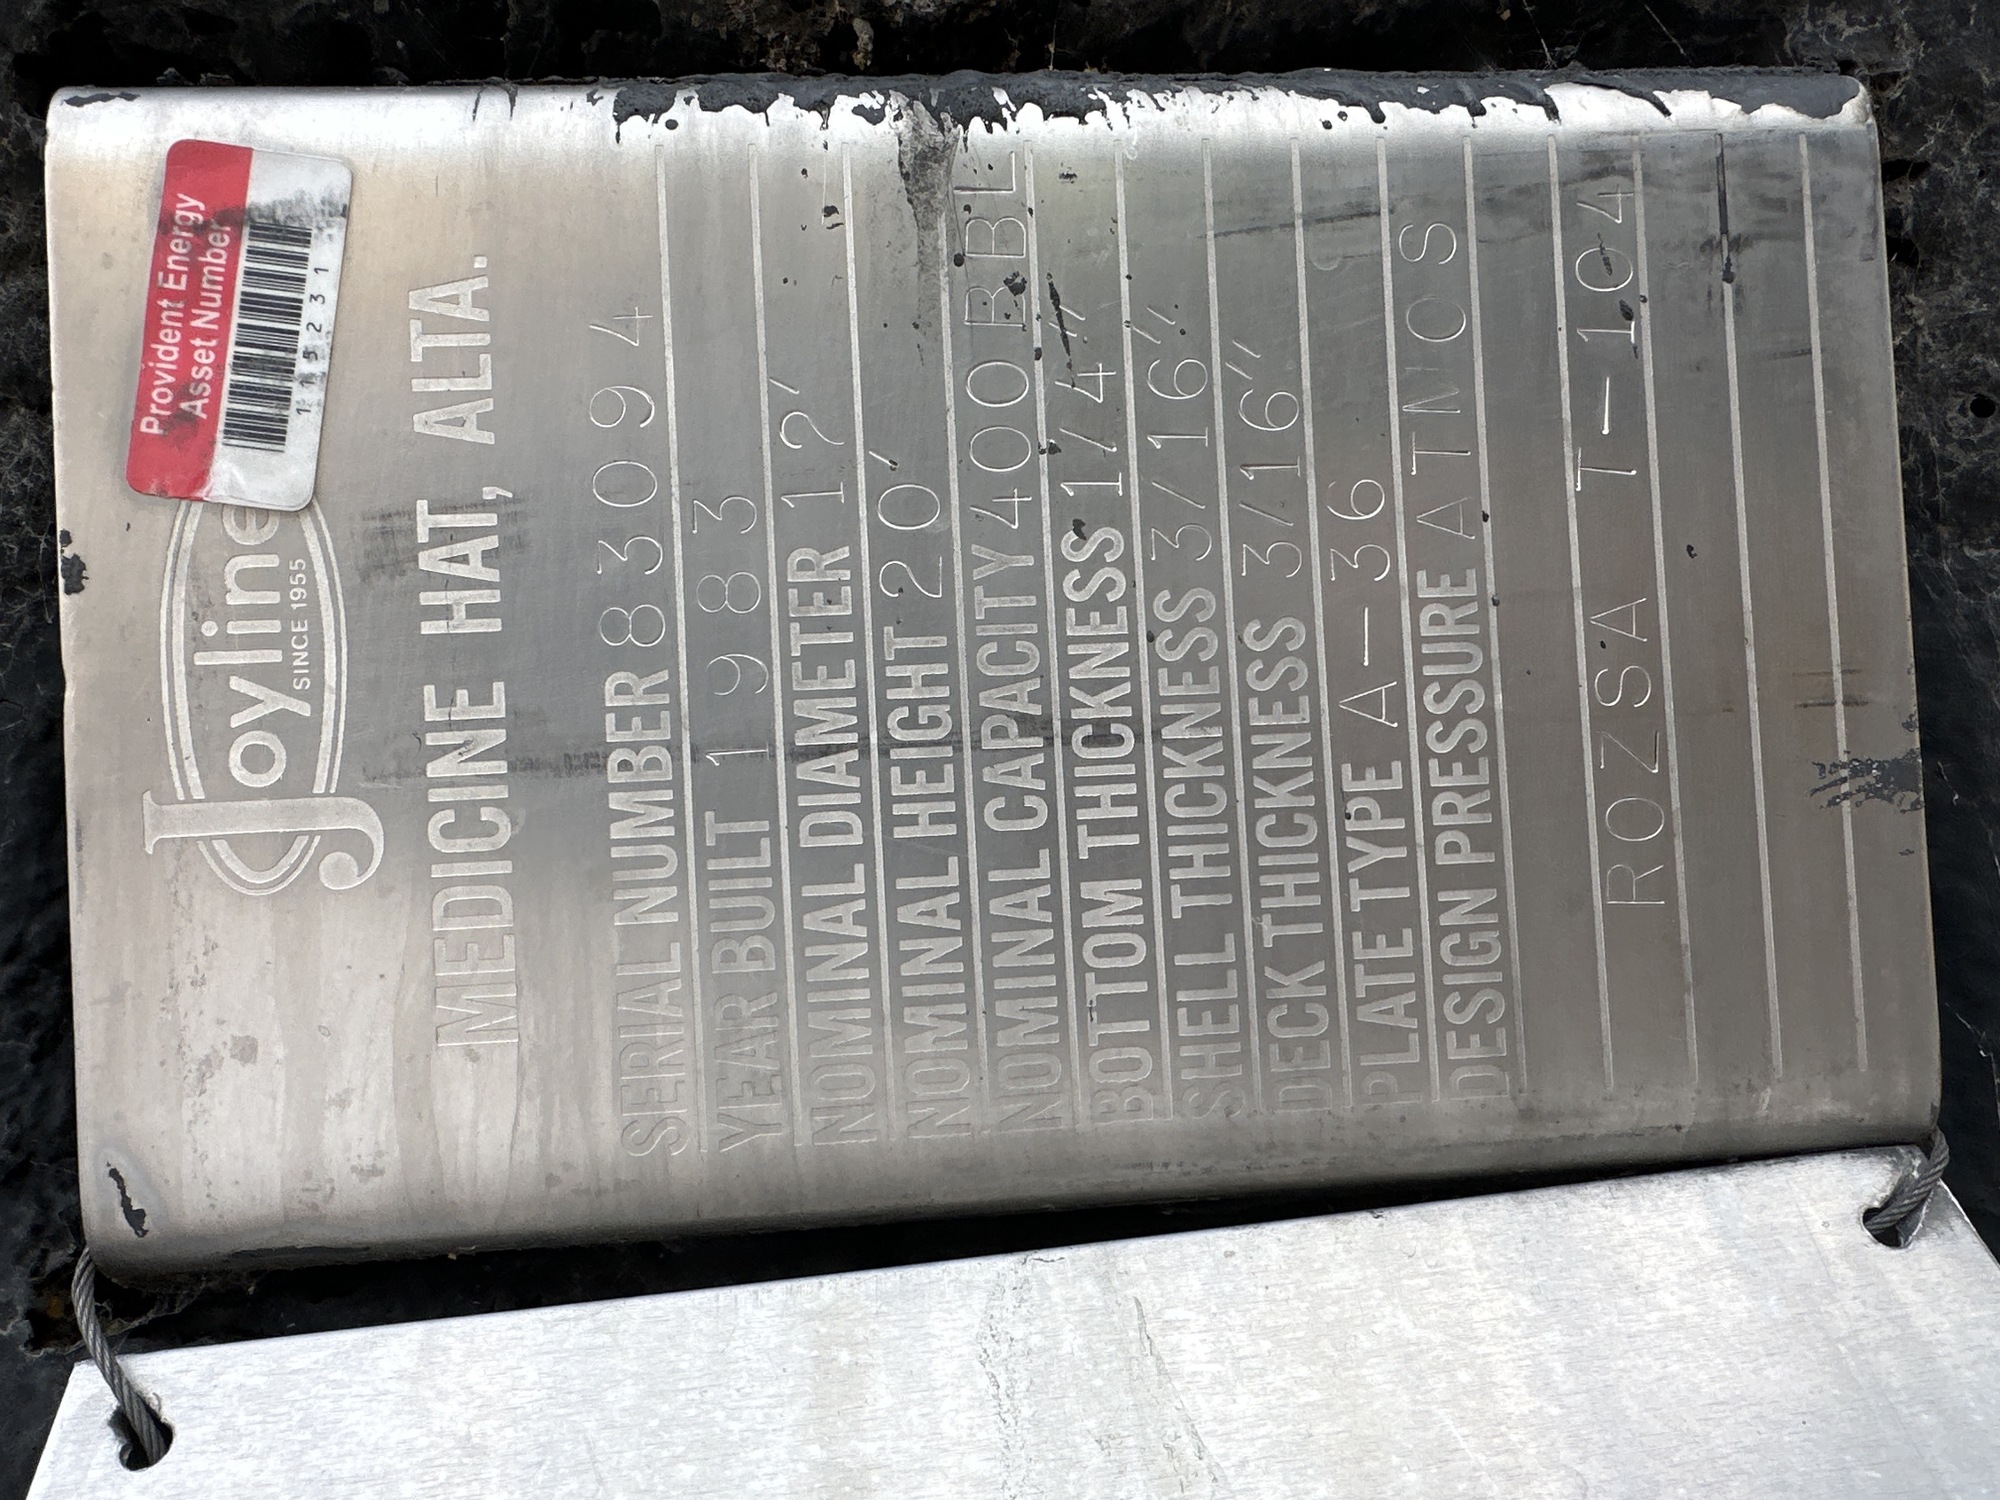 Provident Energy
Asset Number
115231
Joyline
SINCE 1955
MEDICINE HAT, ALTA.
SERIAL NUMBER 83094
YEAR BUILT 1983
NOMINAL DIAMETER 12'
NOMINAL HEIGHT 20'
NOMINAL CAPACITY 400 BBL
BOTTOM THICKNESS 1/4"
SHELL THICKNESS 3/16"
DECK THICKNESS 3/16"
PLATE TYPE A-36
DESIGN PRESSURE ATMOS
ROZSA T-104